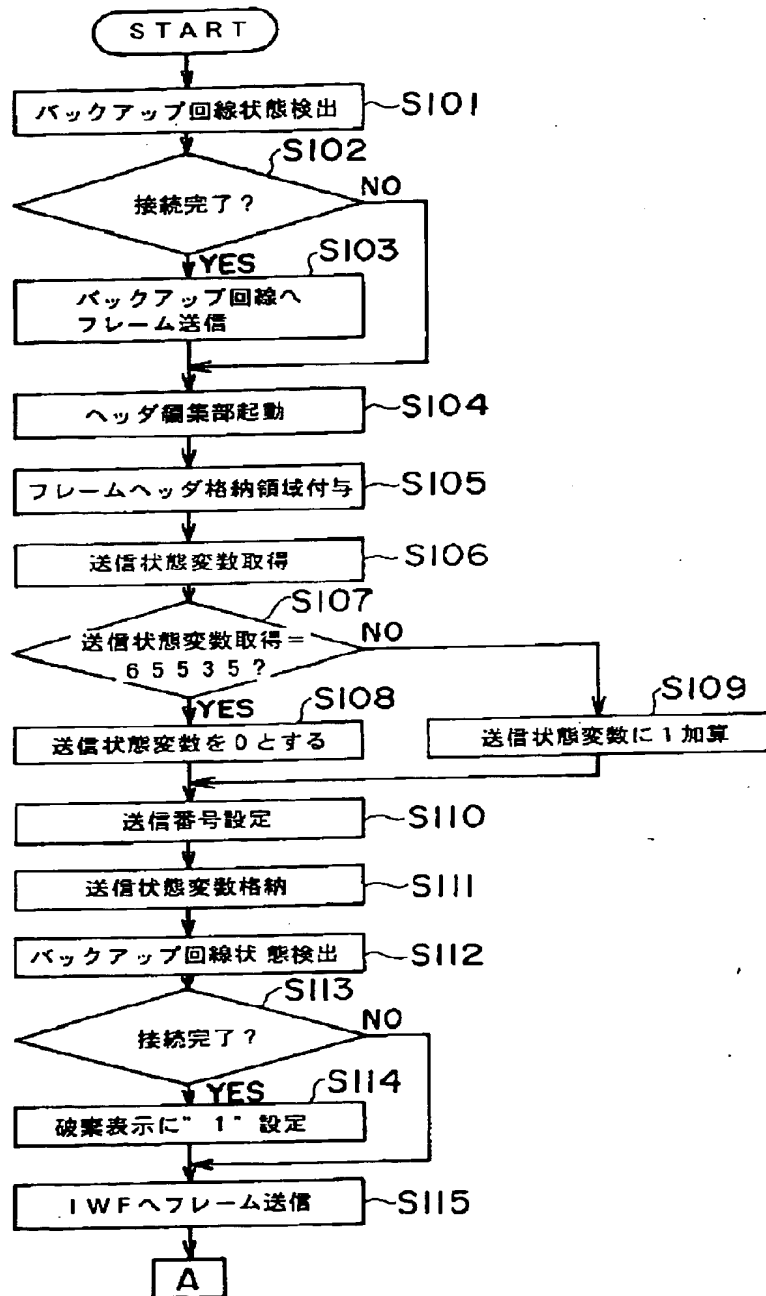 START
バックアップ回線状態検出
S101
S102
接続完了?
NO
YES
S103
バックアップ回線へ
フレーム送信
ヘッダ編集部起動
S104
フレームヘッダ格納領域付与
S105
送信状態変数取得
S106
S107
送信状態変数取得=
65535?
NO
YES
S108
送信状態変数を0とする
S109
送信状態変数に1加算
送信番号設定
S110
送信状態変数格納
S111
バックアップ回線状態検出
S112
S113
接続完了?
NO
YES
S114
破棄表示に"1"設定
IWFへフレーム送信
S115
A